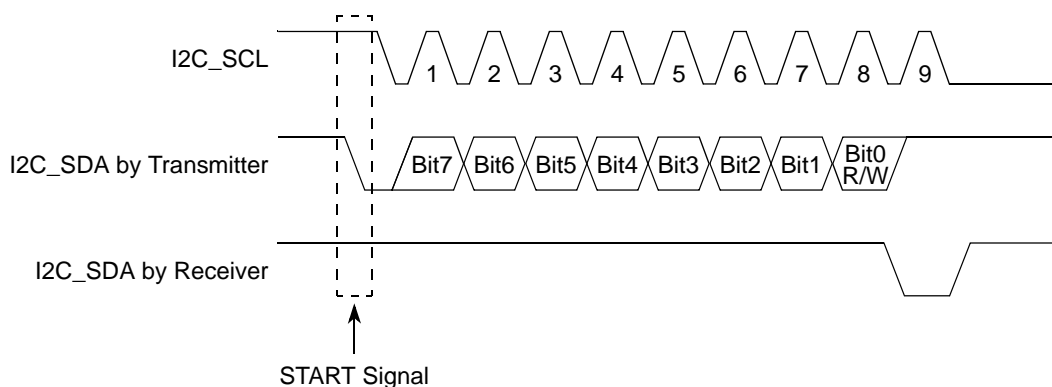 I2C_SCL
1 2 3 4 5 6 7 8 9
I2C_SDA by Transmitter
Bit7 Bit6 Bit5 Bit4 Bit3 Bit2 Bit1 Bit0
R/W
I2C_SDA by Receiver
START Signal